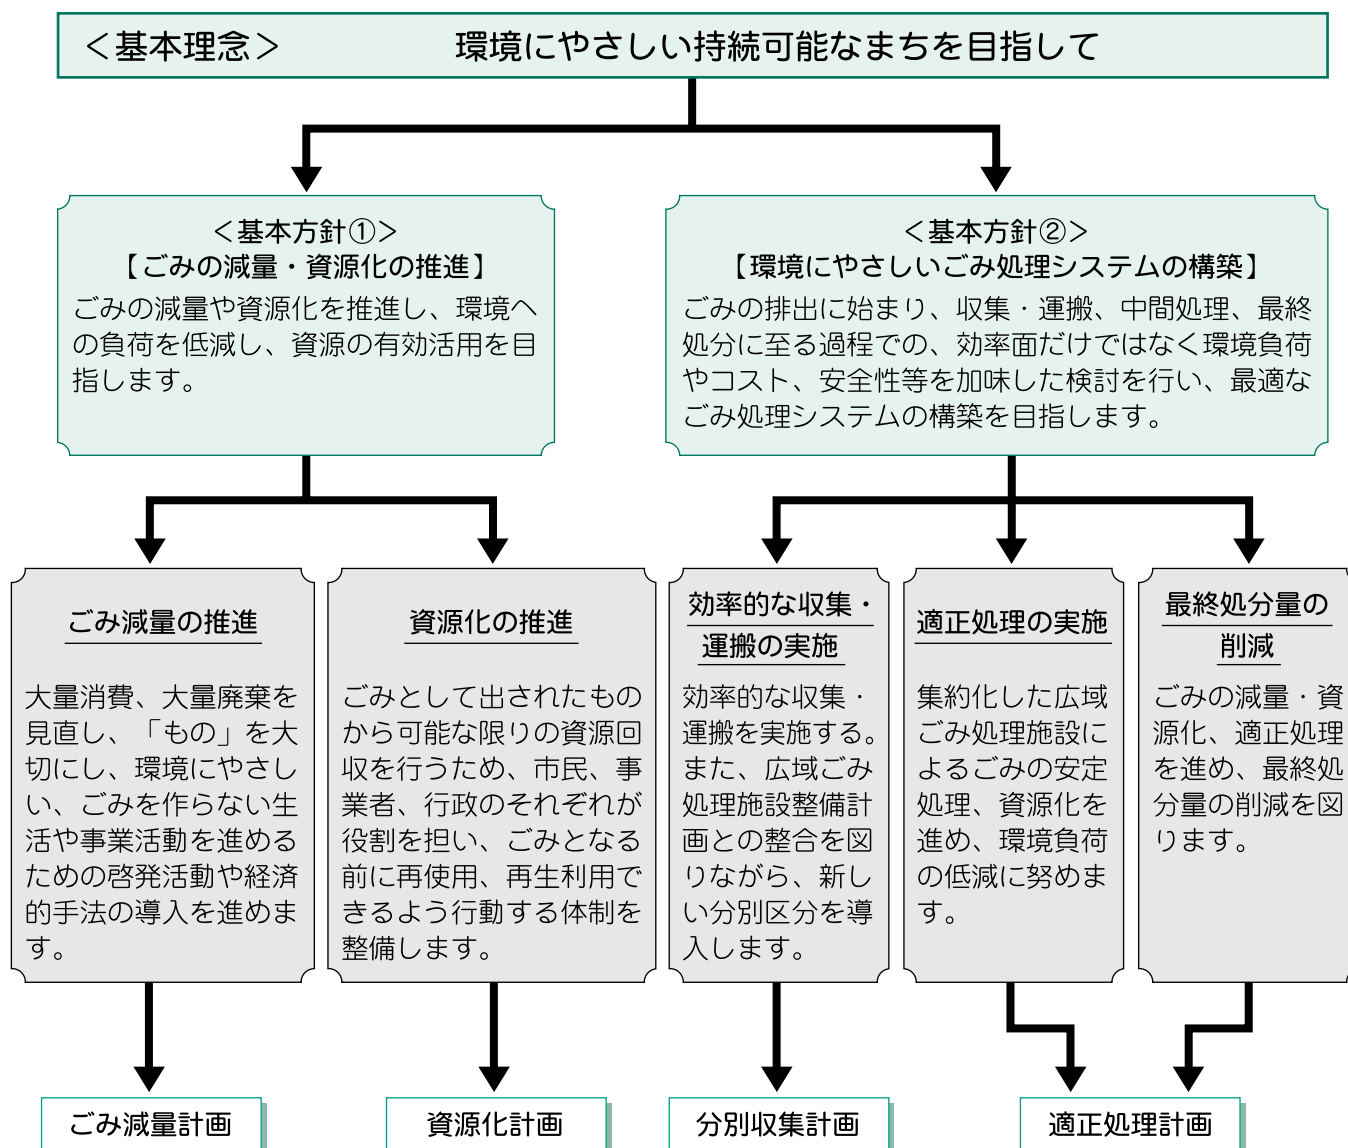 ＜基本理念＞　環境にやさしい持続可能なまちを目指して
＜基本方針①＞
【ごみの減量・資源化の推進】
ごみの減量や資源化を推進し、環境へ
の負荷を低減し、資源の有効活用を目
指します。
＜基本方針②＞
【環境にやさしいごみ処理システムの構築】
ごみの排出に始まり、収集・運搬、中間処理、最終
処分に至る過程での、効率面だけではなく環境負荷
やコスト、安全性等を加味した検討を行い、最適な
ごみ処理システムの構築を目指します。
ごみ減量の推進
大量消費、大量廃棄を
見直し、「もの」を大
切にし、環境にやさし
い、ごみを作らない生
活や事業活動を進める
ための啓発活動や経済
的手法の導入を進めま
す。
資源化の推進
ごみとして出されたもの
から可能な限りの資源回
収を行うため、市民、事
業者、行政のそれぞれが
役割を担い、ごみとなる
前に再使用、再生利用で
きるよう行動する体制を
整備します。
効率的な収集・
運搬の実施
効率的な収集・
運搬を実施する。
また、広域ごみ
処理施設整備計
画との整合を図
りながら、新し
い分別区分を導
入します。
適正処理の実施
集約化した広域
ごみ処理施設に
よるごみの安定
処理、資源化を
進め、環境負荷
の低減に努めま
す。
最終処分量の
削減
ごみの減量・資
源化、適正処理
を進め、最終処
分量の削減を図
ります。
ごみ減量計画
資源化計画
分別収集計画
適正処理計画